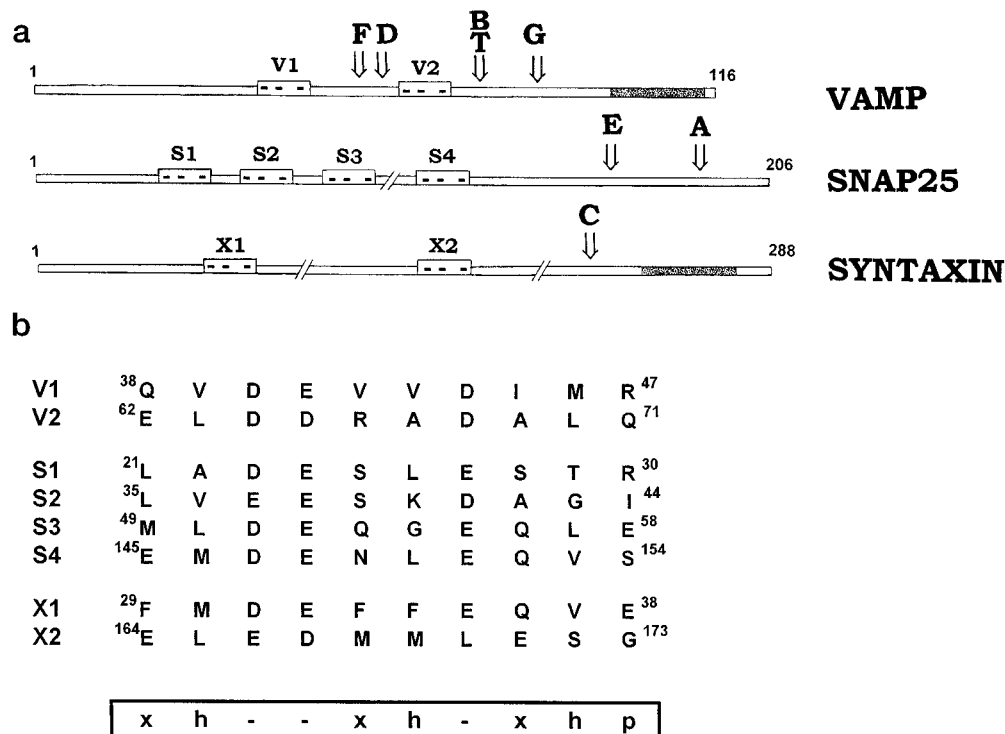 a
F D B G
T
V1 V2
1 116
VAMP
E A
S1 S2 S3 S4
1 206
SNAP25
C
X1 X2
1 288
SYNTAXIN
b
V1 38Q V D E V V D I M R47
V2 62E L D D R A D A L Q71
S1 21L A D E S L E S T R30
S2 35L V E E S K D A G I44
S3 49M L D E Q G E Q L E58
S4 145E M D E N L E Q V S154
X1 29F M D E F F E Q V E38
X2 164E L E D M M L E S G173
x h - - x h - x h p